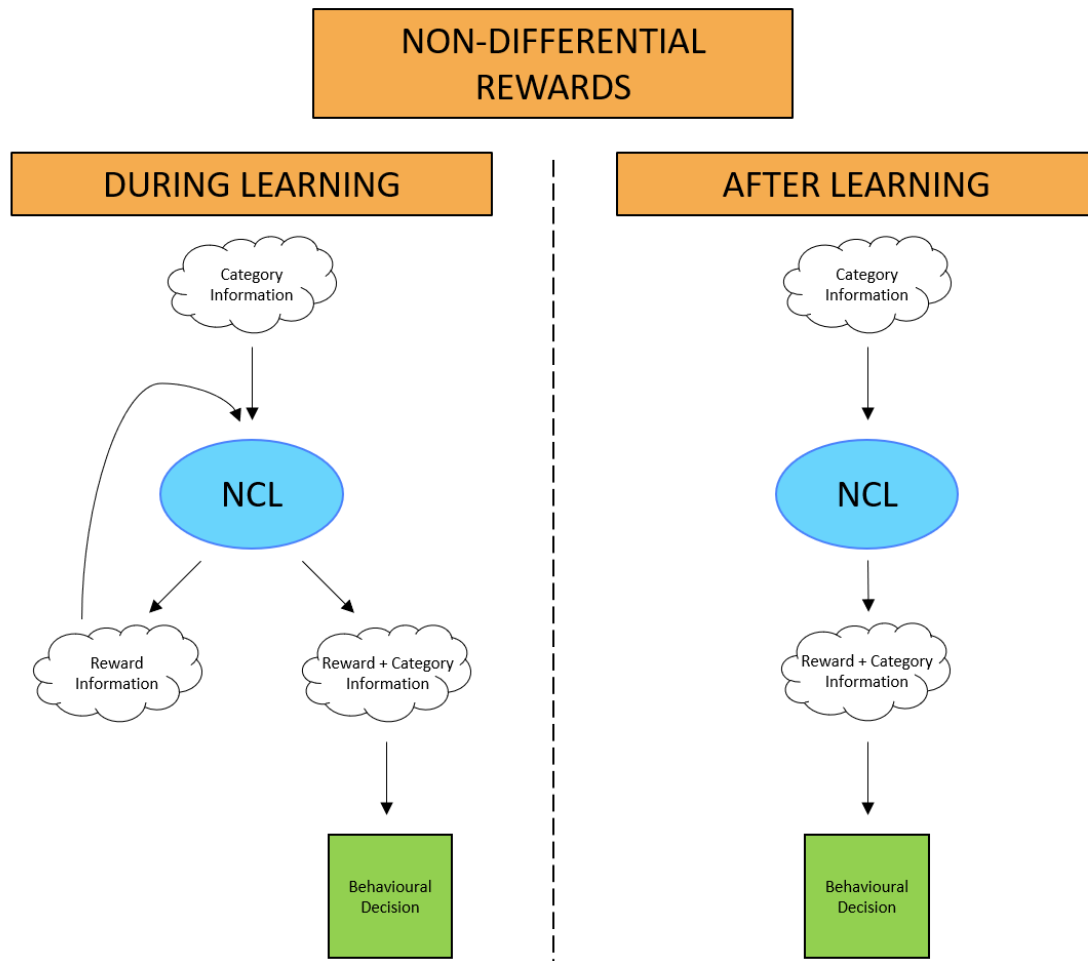 NON-DIFFERENTIAL
REWARDS
DURING LEARNING
Category
Information
NCL
Reward
Information
Reward + Category
Information
Behavioural
Decision
AFTER LEARNING
Category
Information
NCL
Reward + Category
Information
Behavioural
Decision